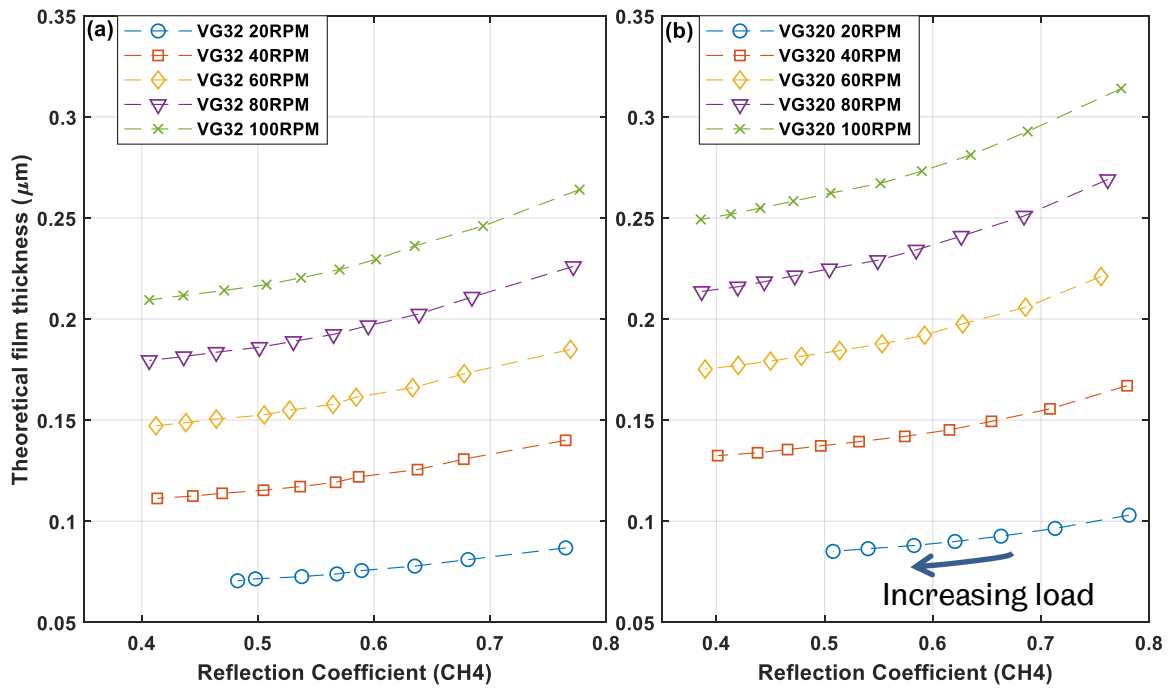 (a)
VG32 20RPM
VG32 40RPM
VG32 60RPM
VG32 80RPM
VG32 100RPM
0.35
0.3
0.25
0.2
0.15
0.1
0.05
Theoretical film thickness (μm)
0.4 0.5 0.6 0.7 0.8
Reflection Coefficient (CH4)
(b)
VG320 20RPM
VG320 40RPM
VG320 60RPM
VG320 80RPM
VG320 100RPM
0.35
0.3
0.25
0.2
0.15
0.1
0.05
Increasing load
0.4 0.5 0.6 0.7 0.8
Reflection Coefficient (CH4)